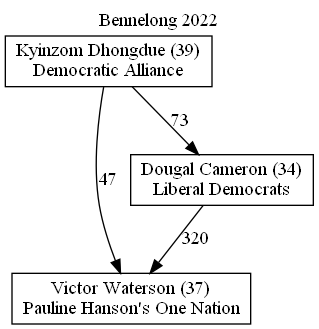 Bennelong 2022
Kyinzom Dhongdue (39)
Democratic Alliance
73
Dougal Cameron (34)
Liberal Democrats
47
320
Victor Waterson (37)
Pauline Hanson's One Nation